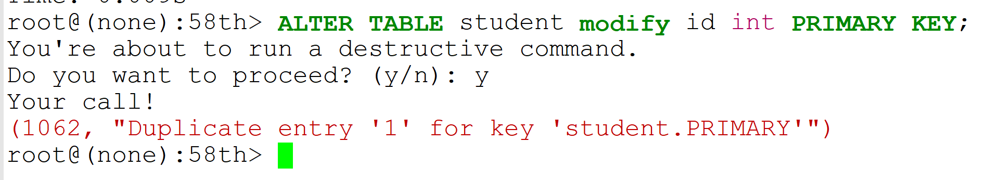 root@(none):58th> ALTER TABLE student modify id int PRIMARY KEY;
You're about to run a destructive command.
Do you want to proceed? (y/n): y
Your call!
(1062, "Duplicate entry '1' for key 'student.PRIMARY'")
root@(none):58th>